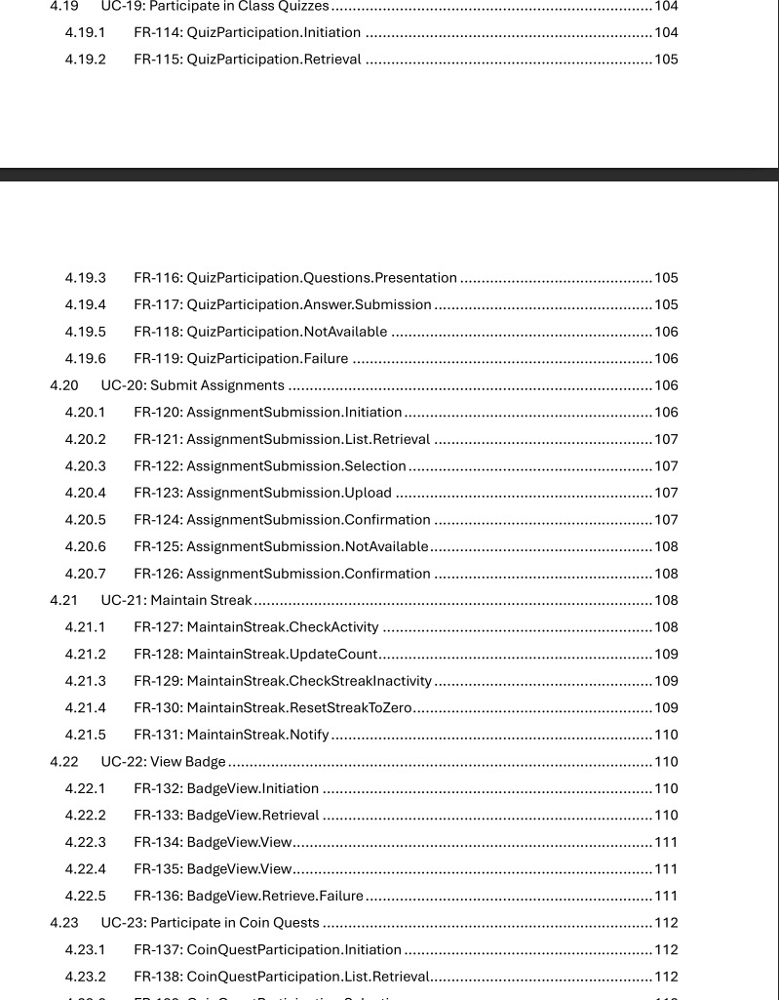 4.19 UC-19: Participate in Class Quizzes 104
4.19.1 FR-114: QuizParticipation.Initiation 104
4.19.2 FR-115: QuizParticipation.Retrieval 105
4.19.3 FR-116: QuizParticipation.Questions.Presentation 105
4.19.4 FR-117: QuizParticipation.Answer.Submission 105
4.19.5 FR-118: QuizParticipation.NotAvailable 106
4.19.6 FR-119: QuizParticipation.Failure 106
4.20 UC-20: Submit Assignments 106
4.20.1 FR-120: AssignmentSubmission.Initiation 106
4.20.2 FR-121: AssignmentSubmission.List.Retrieval 107
4.20.3 FR-122: AssignmentSubmission.Selection 107
4.20.4 FR-123: AssignmentSubmission.Upload 107
4.20.5 FR-124: AssignmentSubmission.Confirmation 107
4.20.6 FR-125: AssignmentSubmission.NotAvailable 108
4.20.7 FR-126: AssignmentSubmission.Confirmation 108
4.21 UC-21: Maintain Streak 108
4.21.1 FR-127: MaintainStreak.CheckActivity 108
4.21.2 FR-128: MaintainStreak.UpdateCount 109
4.21.3 FR-129: MaintainStreak.CheckStreakInactivity 109
4.21.4 FR-130: MaintainStreak.ResetStreakToZero 109
4.21.5 FR-131: MaintainStreak.Notify 110
4.22 UC-22: View Badge 110
4.22.1 FR-132: BadgeView.Initiation 110
4.22.2 FR-133: BadgeView.Retrieval 110
4.22.3 FR-134: BadgeView.View 111
4.22.4 FR-135: BadgeView.View 111
4.22.5 FR-136: BadgeView.Retrieve.Failure 111
4.23 UC-23: Participate in Coin Quests 112
4.23.1 FR-137: CoinQuestParticipation.Initiation 112
4.23.2 FR-138: CoinQuestParticipation.List.Retrieval 112